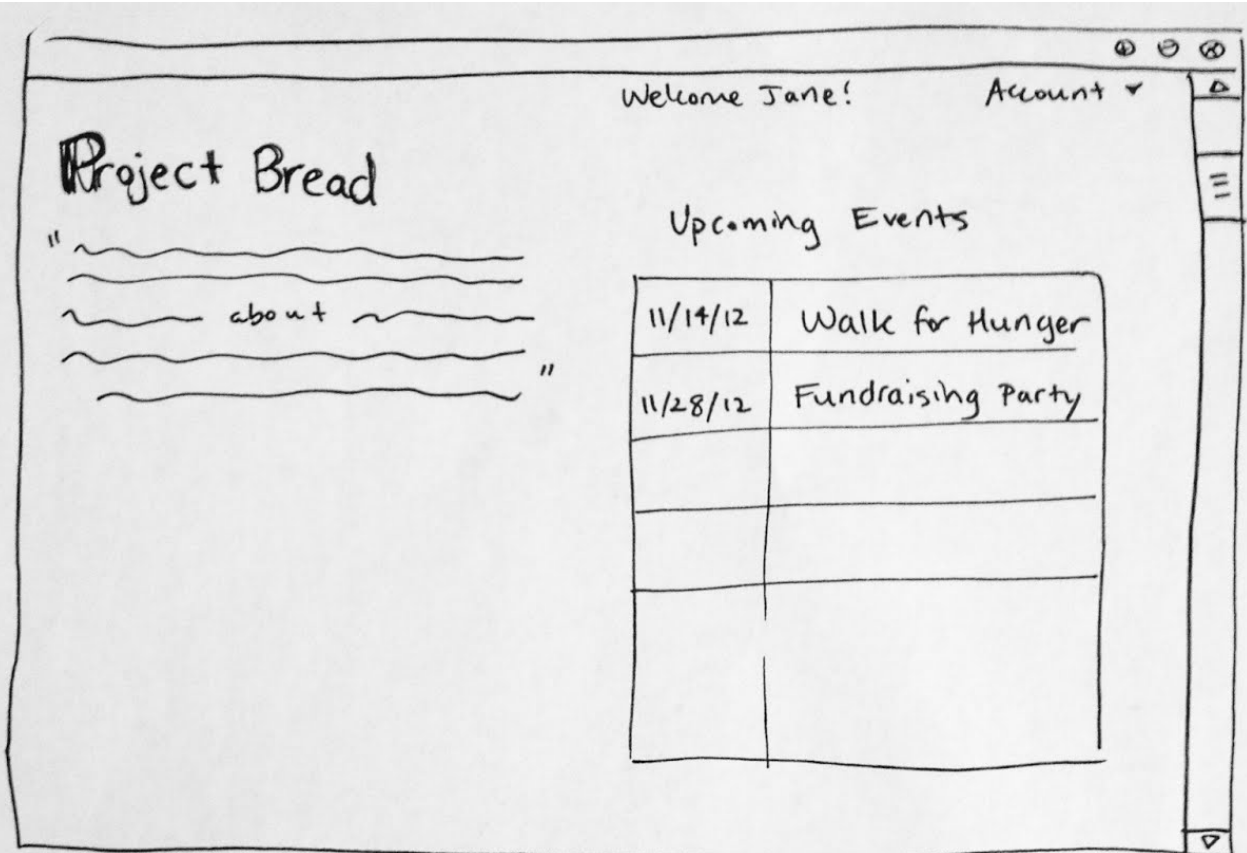 Welcome Jane! Account
Project Bread
"
about
"
Upcoming Events
11/14/12 Walk for Hunger
11/28/12 Fundraising Party